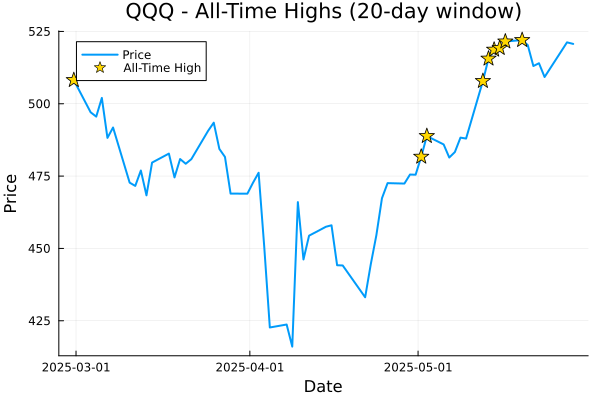 QQQ - All-Time Highs (20-day window)
Price
All-Time High
Price
525
500
475
450
425
2025-03-01
2025-04-01
2025-05-01
Date